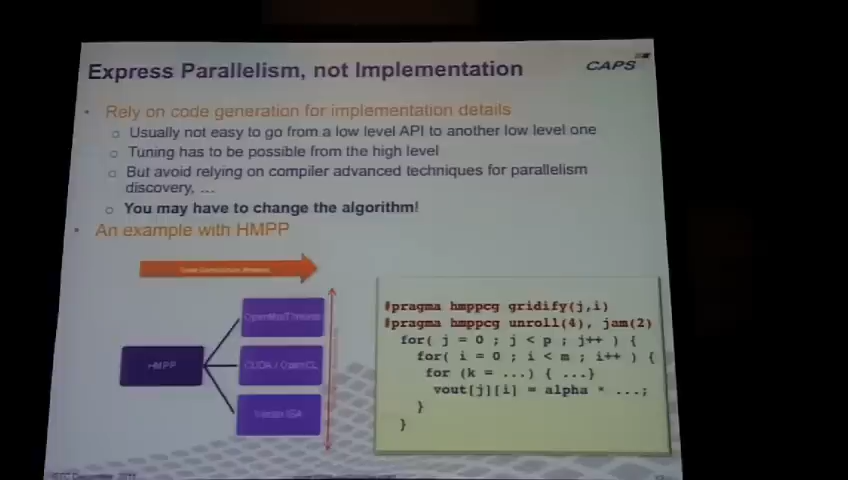 Express Parallelism, not Implementation
CAPS
• Rely on code generation for implementation details
o Usually not easy to go from a low level API to another low level one
o Tuning has to be possible from the high level
o But avoid relying on compiler advanced techniques for parallelism
discovery, ...
o You may have to change the algorithm!
• An example with HMPP
HMPP
CUDA / OpenCL
Vector ISA
#pragma hmppcg gridify(j,i)
#pragma hmppcg unroll(4), jam(2)
for( j = 0 ; j < p ; j++ ) {
for( i = 0 ; i < m ; i++ ) {
for (k = ...) { ...}
vout[j][i] = alpha * ...;
}
}